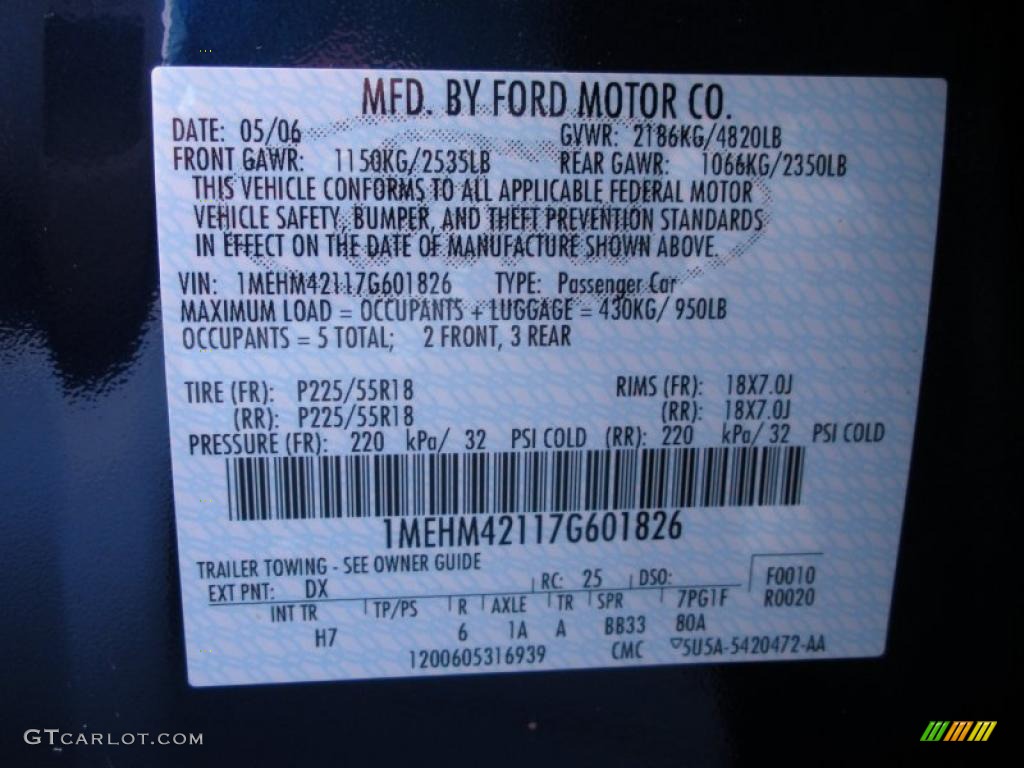 MFD. BY FORD MOTOR CO.
DATE: 05/06 GVWR: 2186KG/4820LB
FRONT GAWR: 1150KG/2535LB REAR GAWR: 1066KG/2350LB
THIS VEHICLE CONFORMS TO ALL APPLICABLE FEDERAL MOTOR
VEHICLE SAFETY, BUMPER, AND THEFT PREVENTION STANDARDS
IN EFFECT ON THE DATE OF MANUFACTURE SHOWN ABOVE.
VIN: 1MEHM42117G601826 TYPE: Passenger Car
MAXIMUM LOAD = OCCUPANTS + LUGGAGE = 430KG/ 950LB
OCCUPANTS = 5 TOTAL; 2 FRONT, 3 REAR
TIRE (FR): P225/55R18 RIMS (FR): 18X7.0J
(RR): P225/55R18 (RR): 18X7.0J
PRESSURE (FR): 220 kPa/ 32 PSI COLD (RR): 220 kPa/ 32 PSI COLD
1MEHM42117G601826
TRAILER TOWING - SEE OWNER GUIDE
EXT PNT: DX RC: 25 DSO: F0010
INT TR TP/PS R AXLE TR SPR 7PG1F R0020
H7 6 1A A BB33 80A
1200605316939 CMC 5U5A-5420472-AA
GTCARLOT.COM